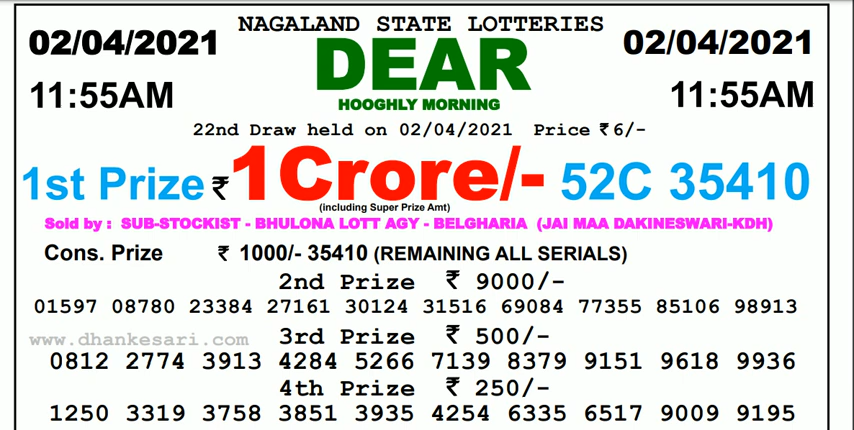 NAGALAND STATE LOTTERIES
02/04/2021 DEAR 02/04/2021
11:55AM HOOGHLY MORNING 11:55AM
22nd Draw held on 02/04/2021 Price ₹ 6/-
1st Prize ₹ 1Crore/- 52C 35410
(including Super Prize Amt)
Sold by : SUB-STOCKIST - BHULONA LOTT AGY - BELGHARIA (JAI MAA DAKINESWARI-KDH)
Cons. Prize ₹ 1000/- 35410 (REMAINING ALL SERIALS)
2nd Prize ₹ 9000/-
01597 08780 23384 27161 30124 31516 69084 77355 85106 98913
www.dhankesari.com
3rd Prize ₹ 500/-
0812 2774 3913 4284 5266 7139 8379 9151 9618 9936
4th Prize ₹ 250/-
1250 3319 3758 3851 3935 4254 6335 6517 9009 9195